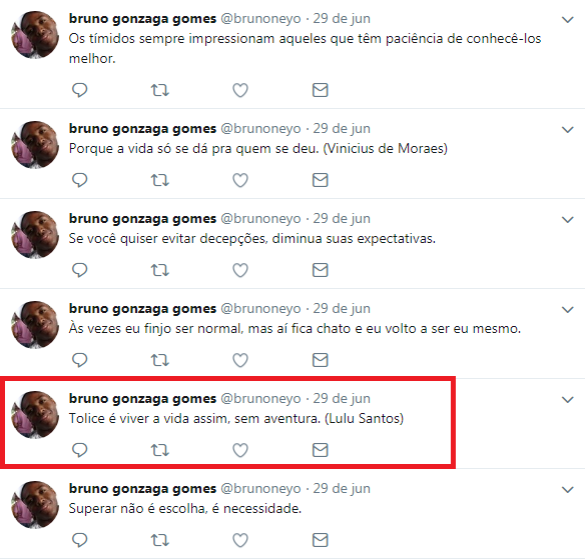 bruno gonzaga gomes @brunoneyo · 29 de jun
Os tímidos sempre impressionam aqueles que têm paciência de conhecê-los
melhor.
bruno gonzaga gomes @brunoneyo · 29 de jun
Porque a vida só se dá pra quem se deu. (Vinicius de Moraes)
bruno gonzaga gomes @brunoneyo · 29 de jun
Se você quiser evitar decepções, diminua suas expectativas.
bruno gonzaga gomes @brunoneyo · 29 de jun
Às vezes eu finjo ser normal, mas aí fica chato e eu volto a ser eu mesmo.
bruno gonzaga gomes @brunoneyo · 29 de jun
Tolice é viver a vida assim, sem aventura. (Lulu Santos)
bruno gonzaga gomes @brunoneyo · 29 de jun
Superar não é escolha, é necessidade.